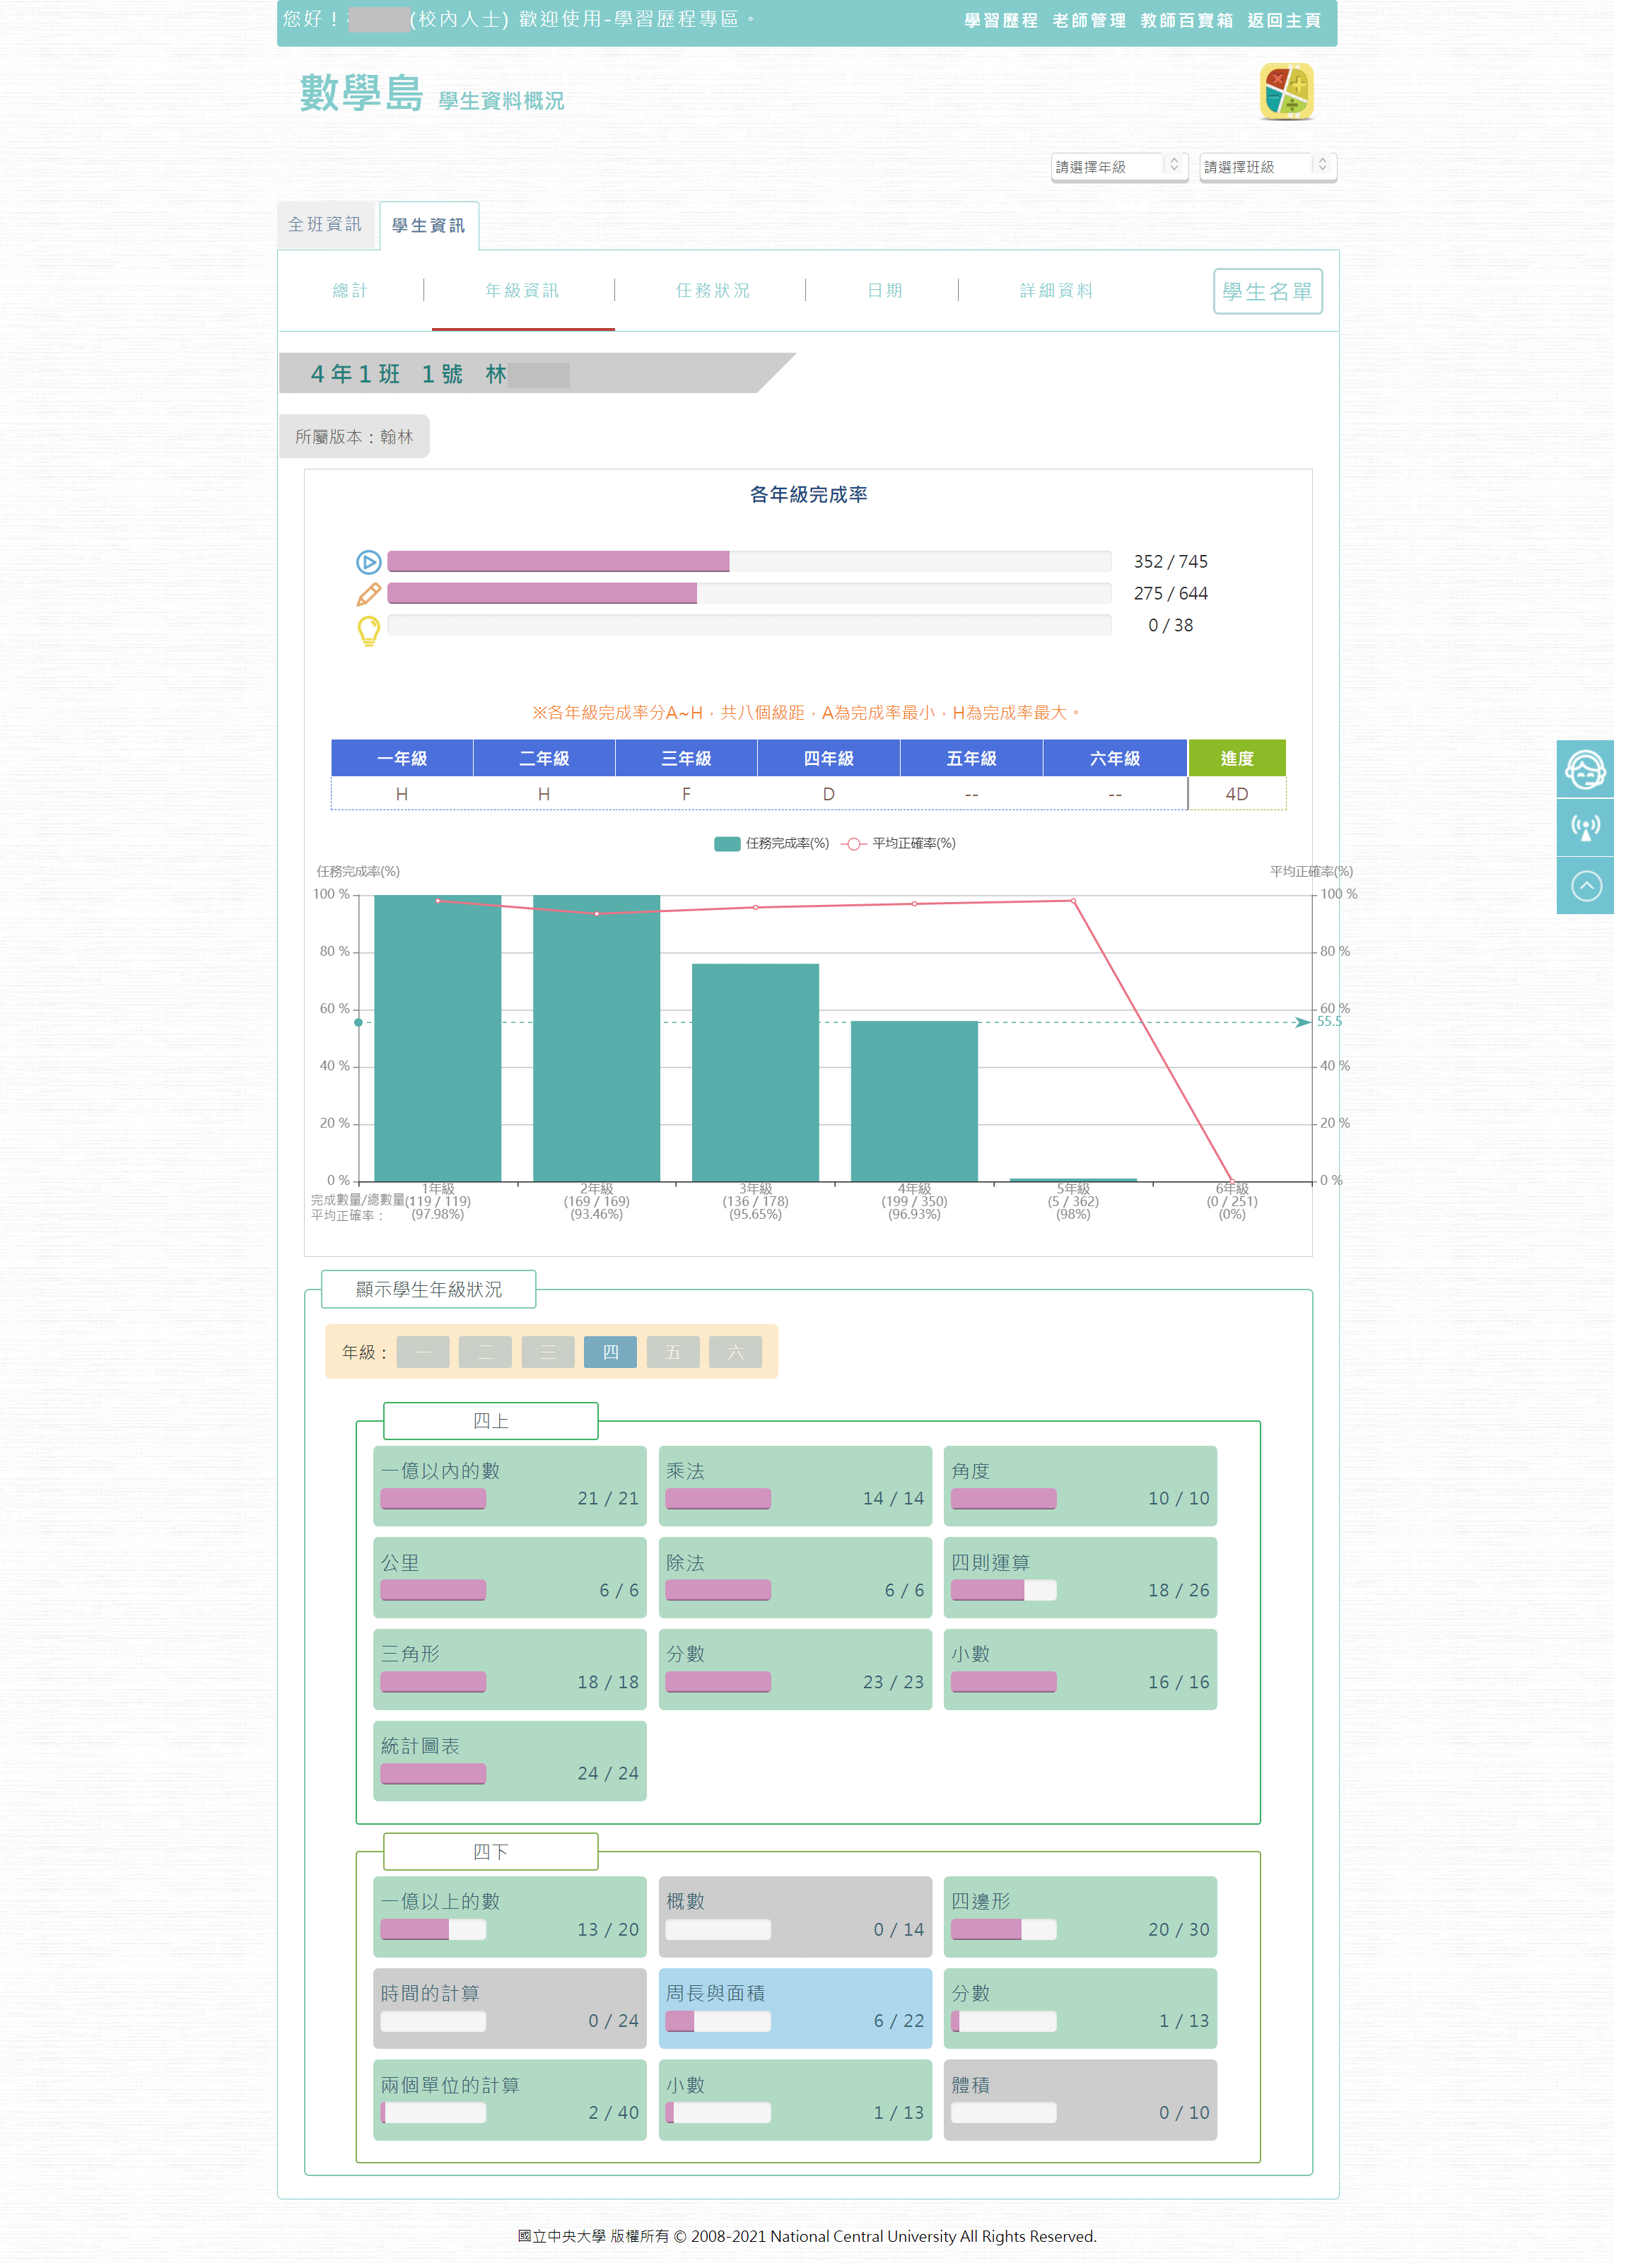 您好！ (校內人士) 歡迎使用-學習歷程專區。
學習歷程 老師管理 教師百寶箱 返回主頁
數學島 學生資料概況
請選擇年級 請選擇班級
全班資訊 學生資訊
總計 年級資訊 任務狀況 日期 詳細資料 學生名單
4年1班 1號 林
所屬版本：翰林
各年級完成率
352 / 745
275 / 644
0 / 38
※各年級完成率分A~H，共八個級距，A為完成率最小，H為完成率最大。
一年級 二年級 三年級 四年級 五年級 六年級 進度
H H F D -- -- 4D
任務完成率(%) 平均正確率(%)
任務完成率(%) 平均正確率(%)
100 % 100 %
80 % 80 %
60 % 60 %
55.5
40 % 40 %
20 % 20 %
0 % 0 %
1年級 2年級 3年級 4年級 5年級 6年級
完成數量/總數量：(119 / 119) (169 / 169) (136 / 178) (199 / 350) (5 / 362) (0 / 251)
平均正確率： (97.98%) (93.46%) (95.65%) (96.93%) (98%) (0%)
顯示學生年級狀況
年級： 一 二 三 四 五 六
四上
一億以內的數 乘法 角度
21 / 21 14 / 14 10 / 10
公里 除法 四則運算
6 / 6 6 / 6 18 / 26
三角形 分數 小數
18 / 18 23 / 23 16 / 16
統計圖表
24 / 24
四下
一億以上的數 概數 四邊形
13 / 20 0 / 14 20 / 30
時間的計算 周長與面積 分數
0 / 24 6 / 22 1 / 13
兩個單位的計算 小數 體積
2 / 40 1 / 13 0 / 10
國立中央大學 版權所有 © 2008-2021 National Central University All Rights Reserved.